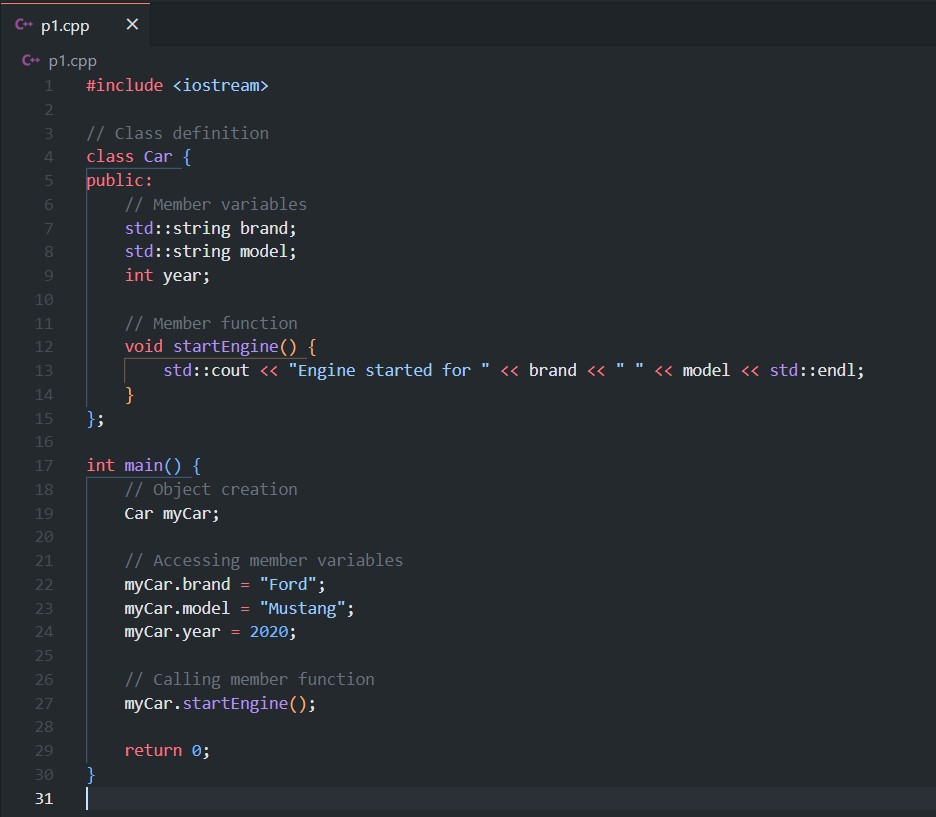 C++ p1.cpp ×
C++ p1.cpp
1 #include <iostream>
2
3 // Class definition
4 class Car {
5 public:
6     // Member variables
7     std::string brand;
8     std::string model;
9     int year;
10
11     // Member function
12     void startEngine() {
13         std::cout << "Engine started for " << brand << " " << model << std::endl;
14     }
15 };
16
17 int main() {
18     // Object creation
19     Car myCar;
20
21     // Accessing member variables
22     myCar.brand = "Ford";
23     myCar.model = "Mustang";
24     myCar.year = 2020;
25
26     // Calling member function
27     myCar.startEngine();
28
29     return 0;
30 }
31